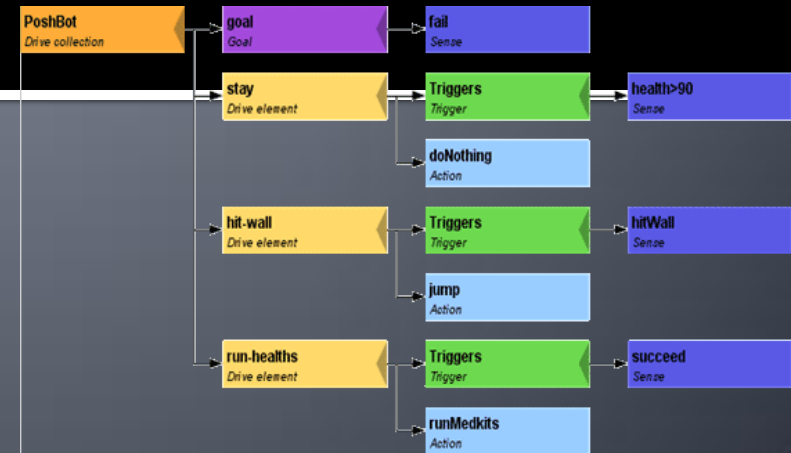 PoshBot
Drive collection
goal
Goal
fail
Sense
stay
Drive element
Triggers
Trigger
health>90
Sense
doNothing
Action
hit-wall
Drive element
Triggers
Trigger
hitWall
Sense
jump
Action
run-healths
Drive element
Triggers
Trigger
succeed
Sense
runMedkits
Action